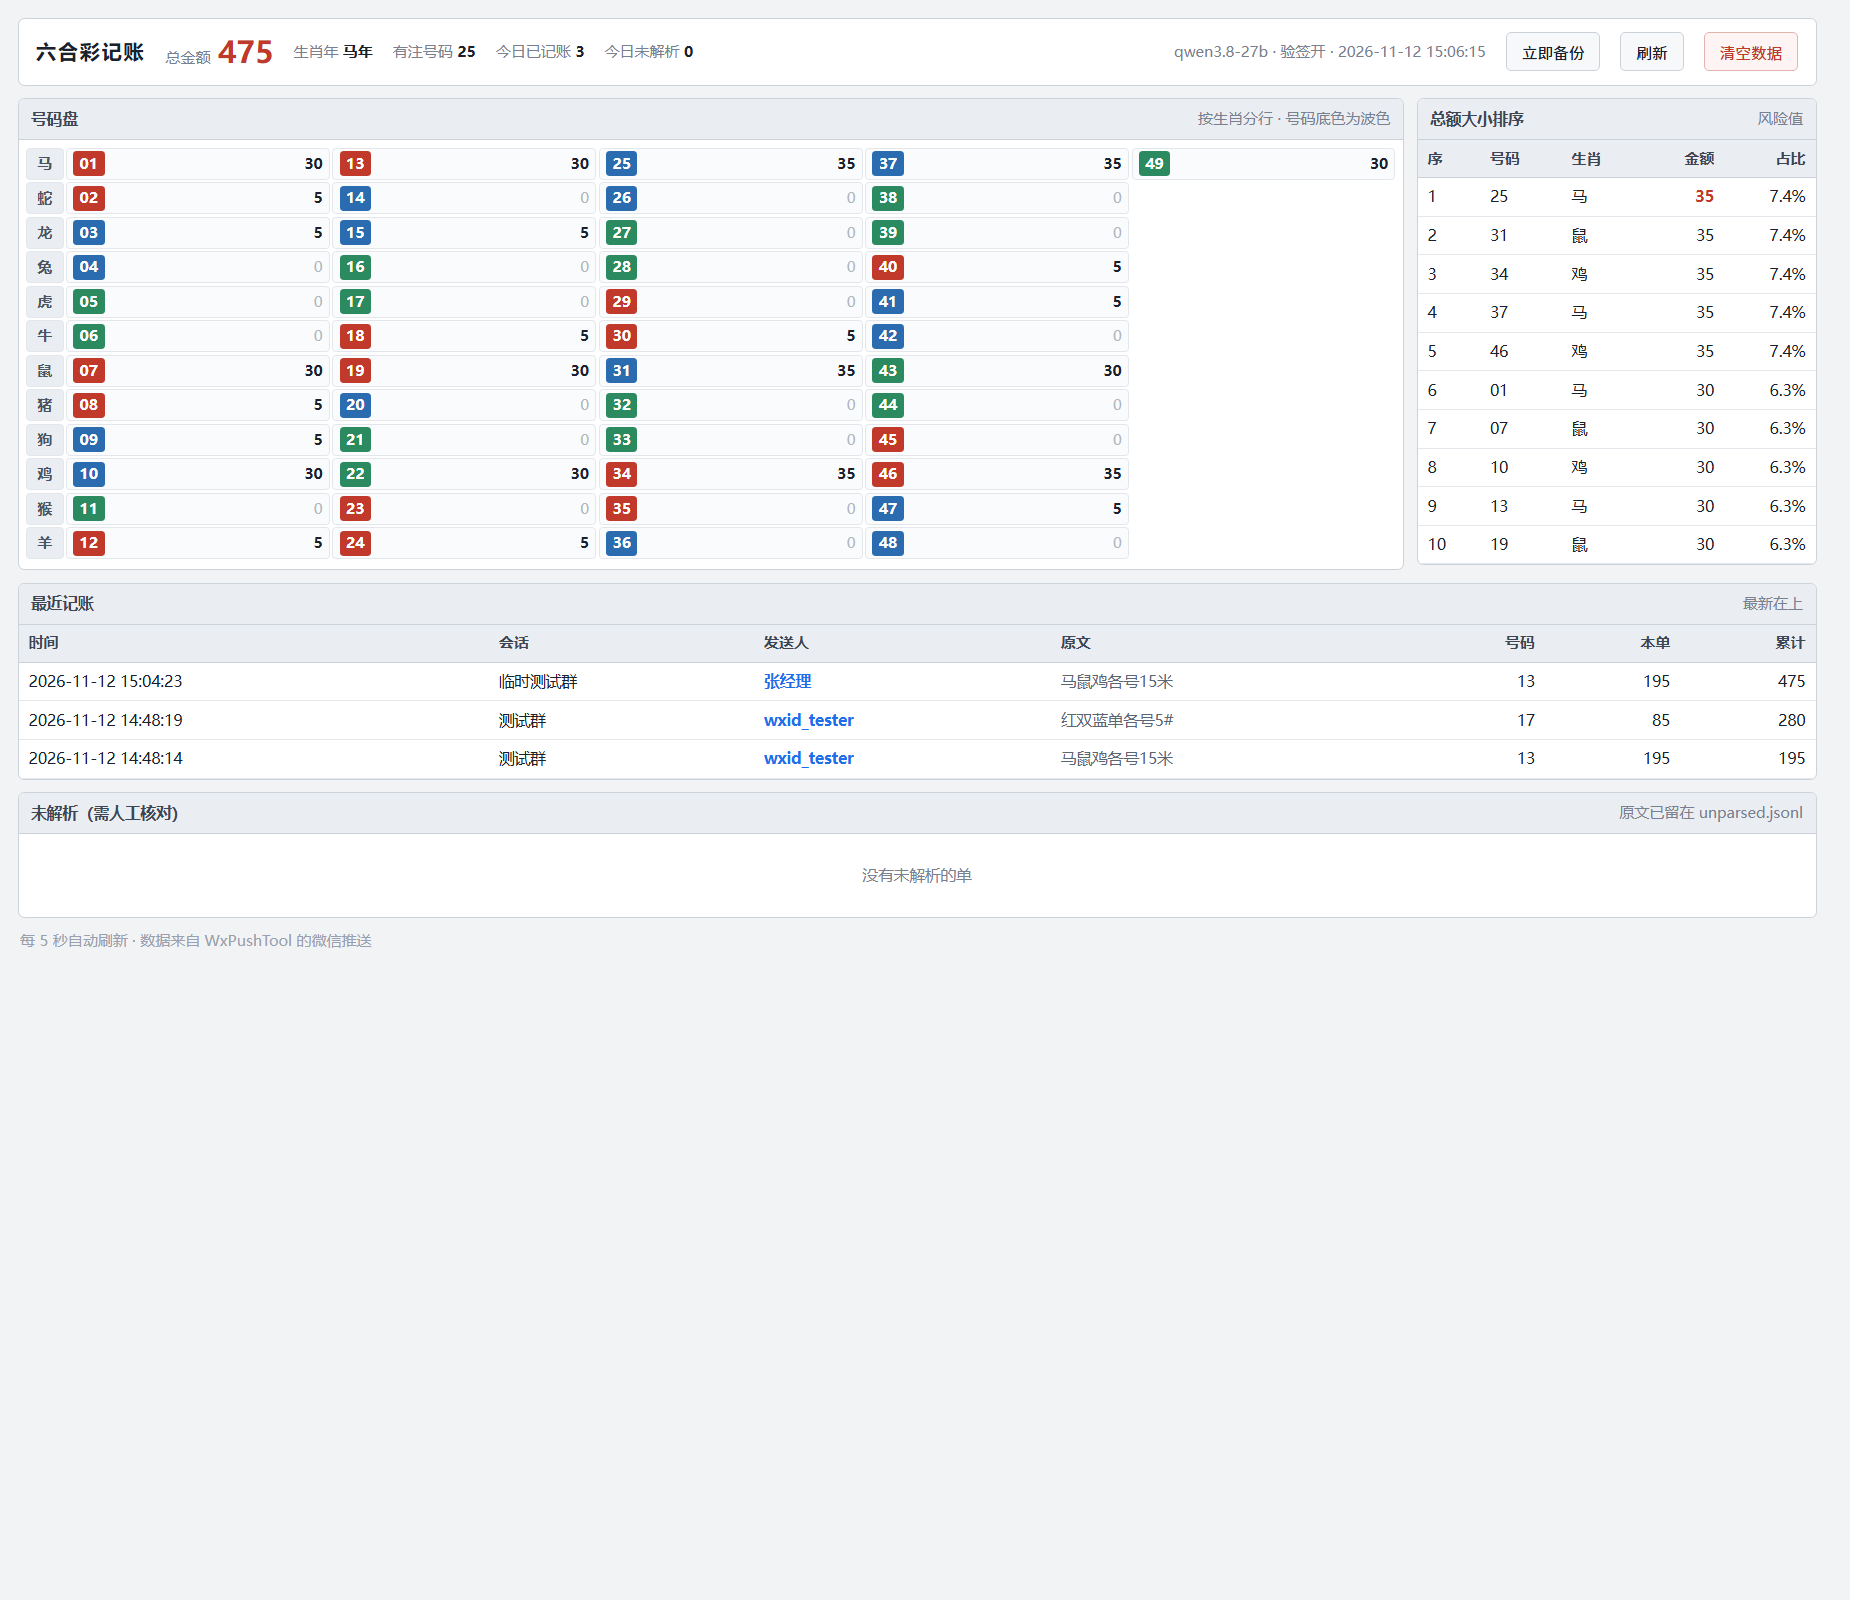 六合彩记账 总金额 475 生肖年 马年 有注号码 25 今日已记账 3 今日未解析 0 qwen3.8-27b · 验签开 · 2026-11-12 15:06:15 立即备份 刷新 清空数据
号码盘 按生肖分行 · 号码底色为波色
马 01 30 13 30 25 35 37 35 49 30
蛇 02 5 14 0 26 0 38 0
龙 03 5 15 5 27 0 39 0
兔 04 0 16 0 28 0 40 5
虎 05 0 17 0 29 0 41 5
牛 06 0 18 5 30 5 42 0
鼠 07 30 19 30 31 35 43 30
猪 08 5 20 0 32 0 44 0
狗 09 5 21 0 33 0 45 0
鸡 10 30 22 30 34 35 46 35
猴 11 0 23 0 35 0 47 5
羊 12 5 24 5 36 0 48 0
总额大小排序 风险值
序 号码 生肖 金额 占比
1 25 马 35 7.4%
2 31 鼠 35 7.4%
3 34 鸡 35 7.4%
4 37 马 35 7.4%
5 46 鸡 35 7.4%
6 01 马 30 6.3%
7 07 鼠 30 6.3%
8 10 鸡 30 6.3%
9 13 马 30 6.3%
10 19 鼠 30 6.3%
最近记账 最新在上
时间 会话 发送人 原文 号码 本单 累计
2026-11-12 15:04:23 临时测试群 张经理 马鼠鸡各号15米 13 195 475
2026-11-12 14:48:19 测试群 wxid_tester 红双蓝单各号5# 17 85 280
2026-11-12 14:48:14 测试群 wxid_tester 马鼠鸡各号15米 13 195 195
未解析（需人工核对） 原文已留在 unparsed.jsonl
没有未解析的单
每 5 秒自动刷新 · 数据来自 WxPushTool 的微信推送